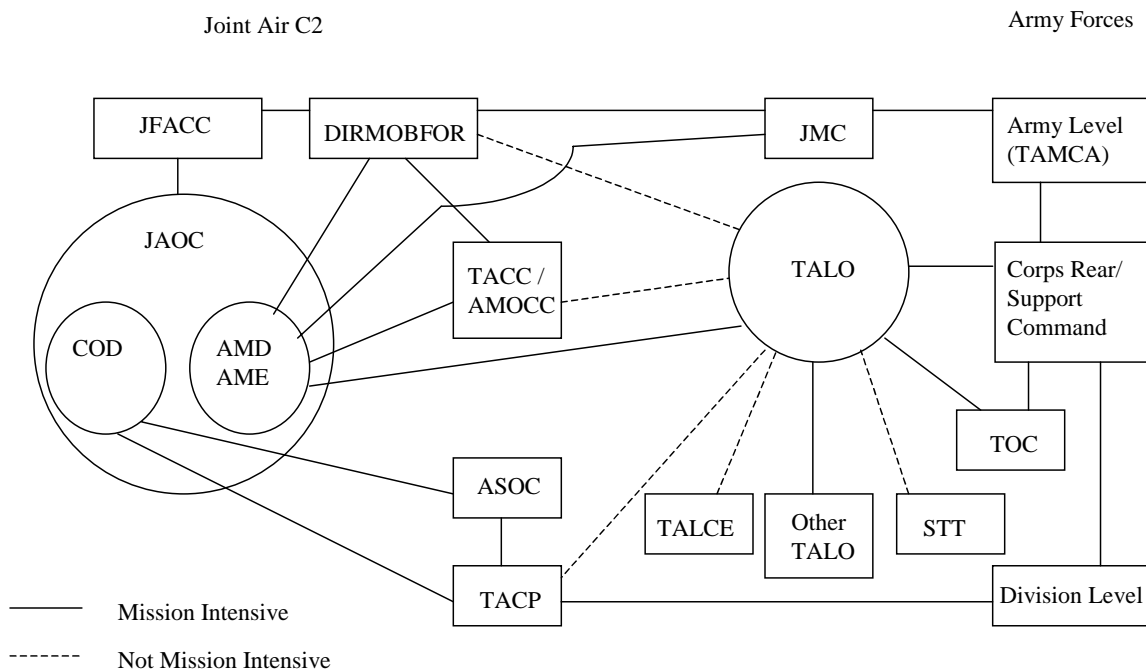 Joint Air C2
Army Forces
JFACC
DIRMOBFOR
JMC
Army Level
(TAMCA)
JAOC
TACC /
AMOCC
TALO
Corps Rear/
Support
Command
COD
AMD
AME
TOC
ASOC
TALCE
Other
TALO
STT
TACP
Division Level
Mission Intensive
Not Mission Intensive